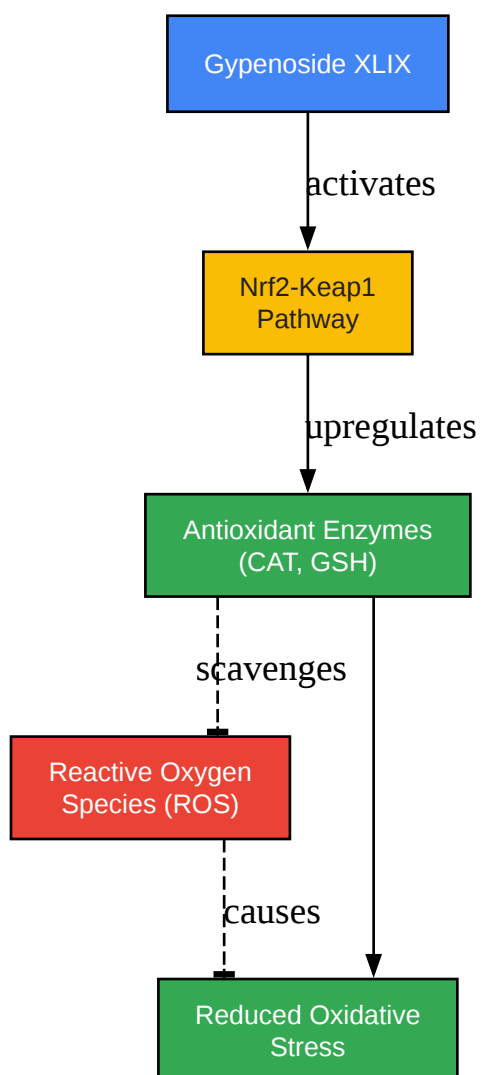 Gypenoside XLIX
activates
Nrf2-Keap1
Pathway
upregulates
Antioxidant Enzymes
(CAT, GSH)
scavenges
Reactive Oxygen
Species (ROS)
causes
Reduced Oxidative
Stress